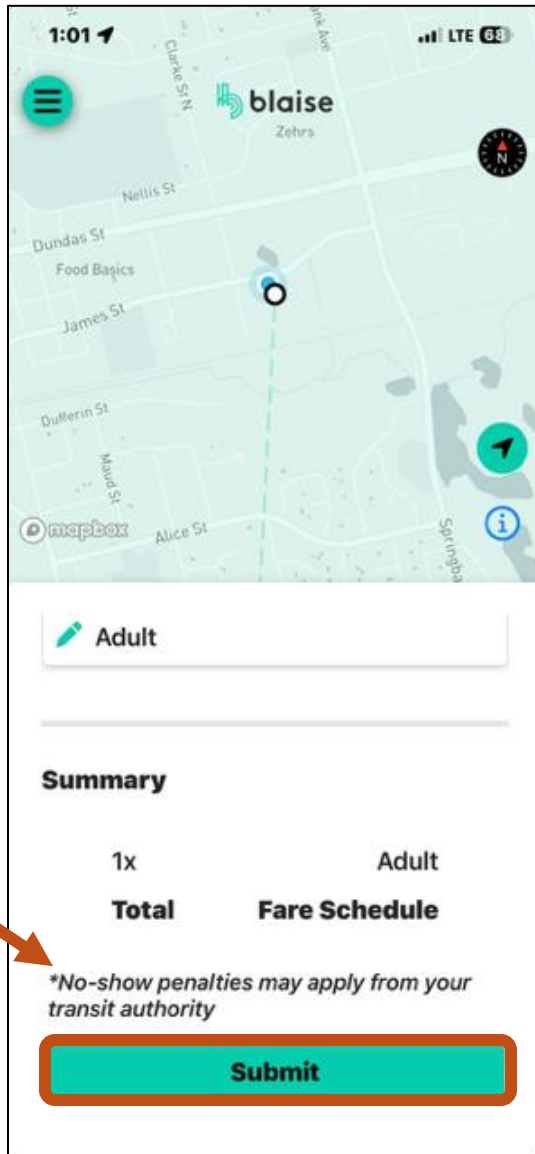 1:01
LTE 68
ank Ave
Clarke St N
blaise
Zehrs
N
Nellis St
Dundas St
Food Basics
James St
Dufferin St
Maud St
mapbox
Alice St
Springba
Adult
Summary
1x Adult
Total Fare Schedule
*No-show penalties may apply from your
transit authority
Submit